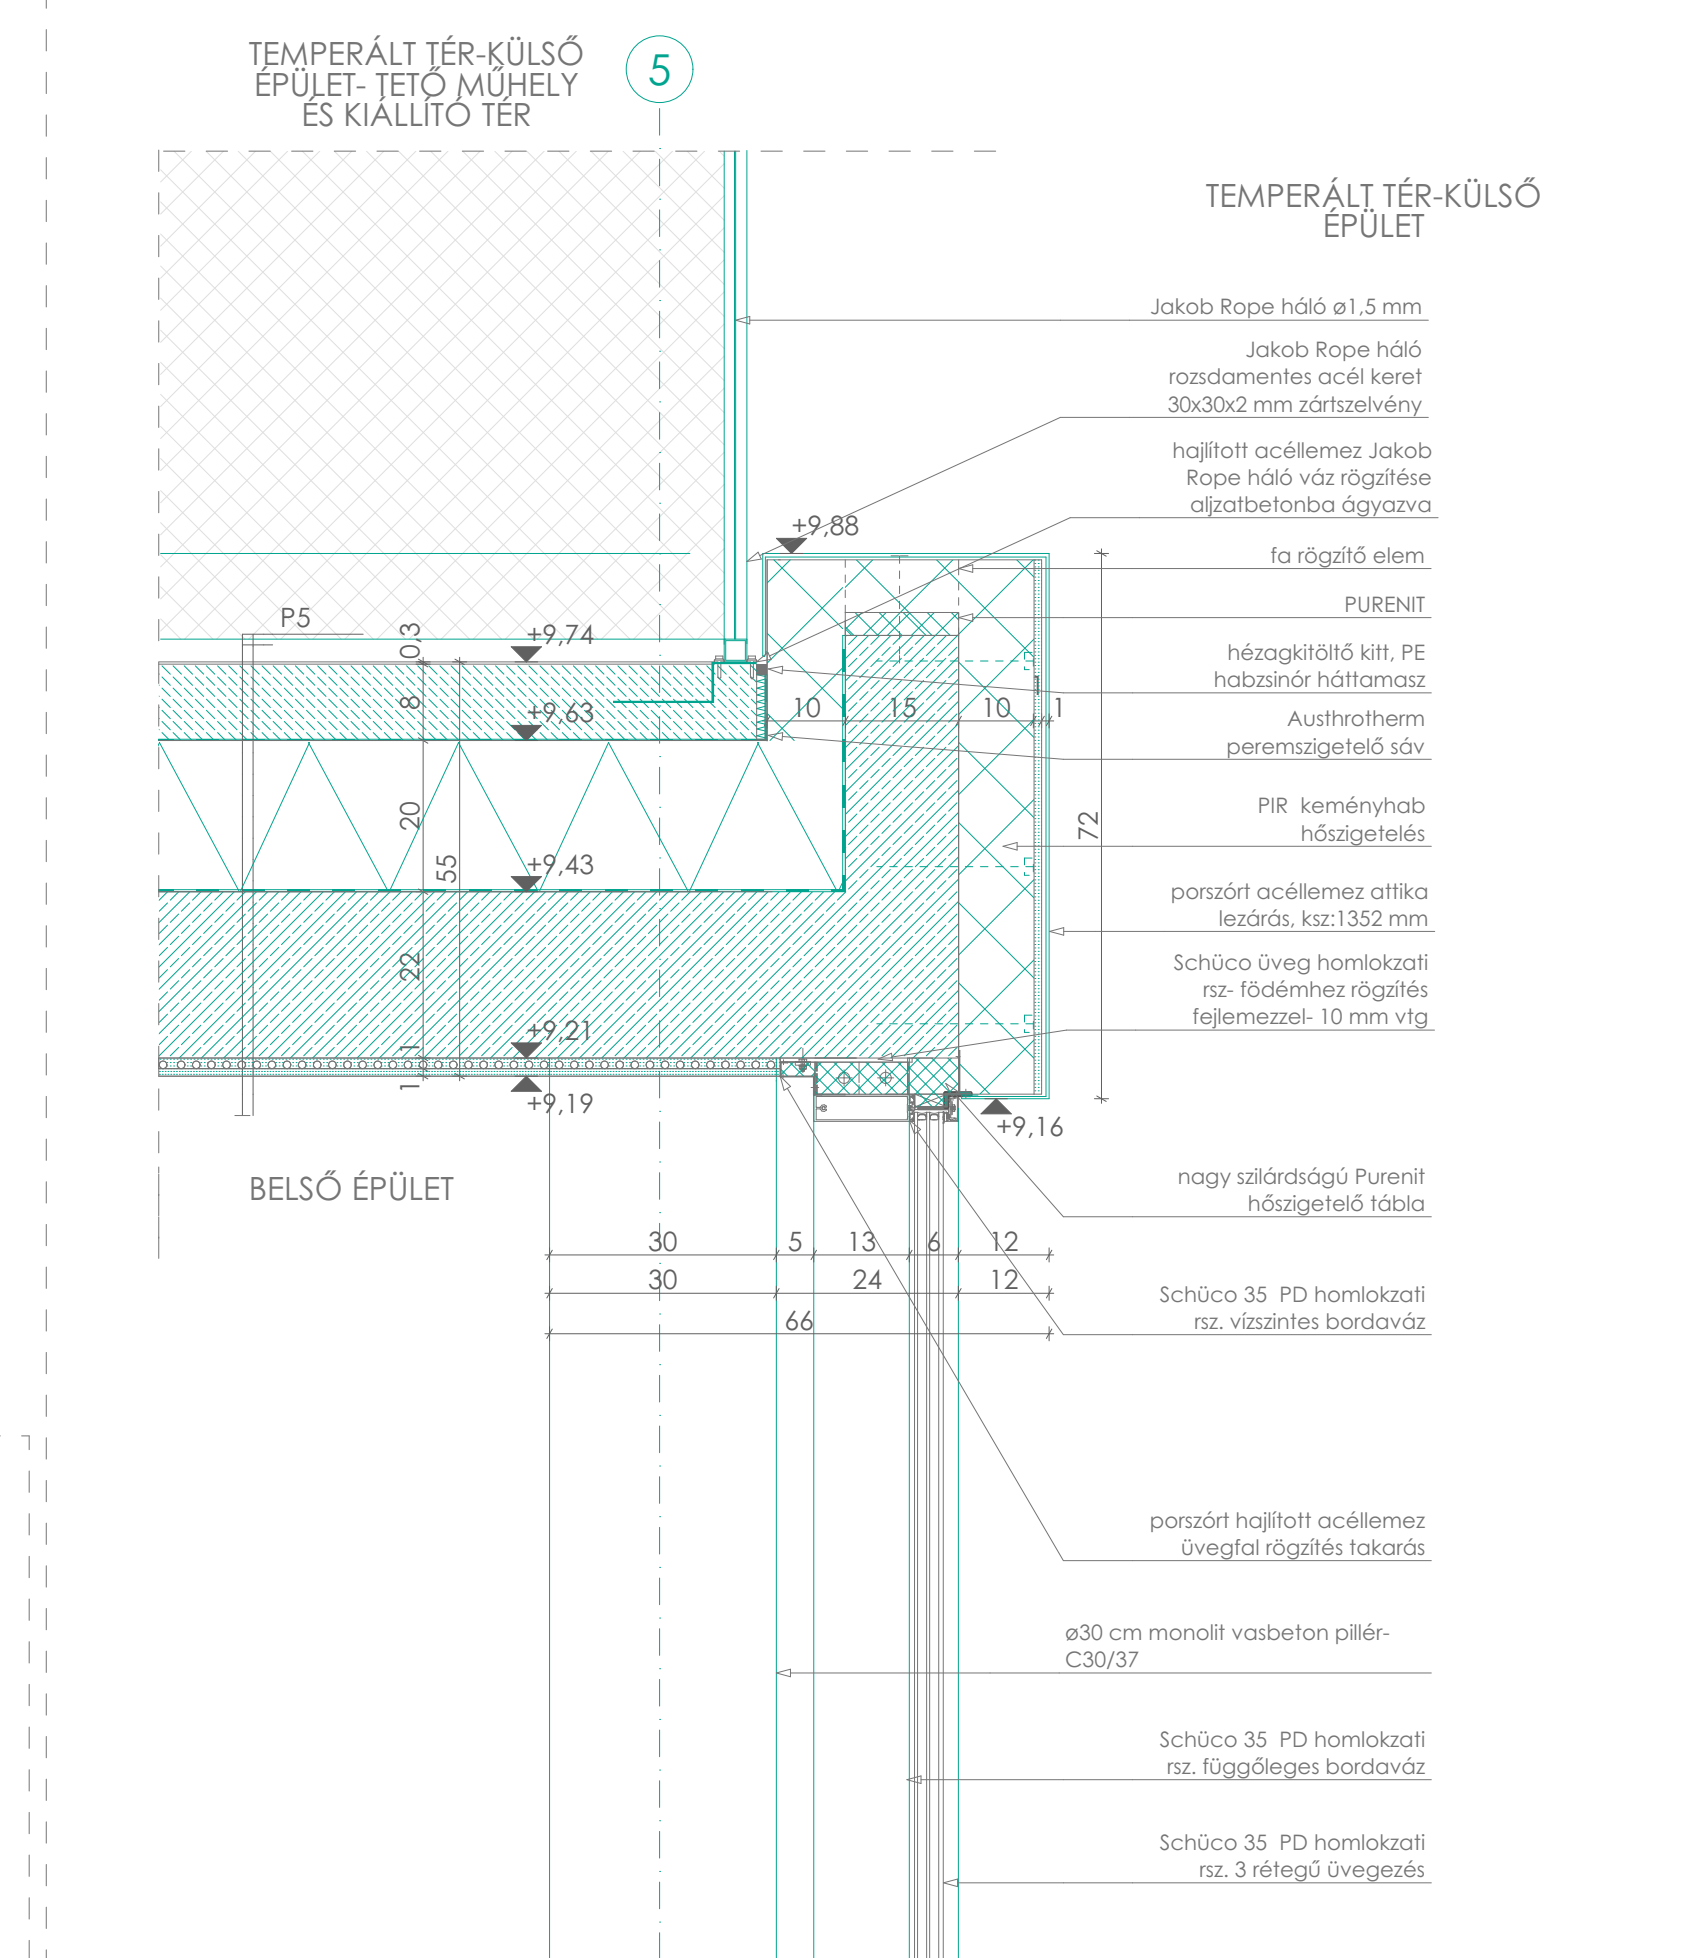 TEMPERÁLT TÉR-KÜLSŐ
ÉPÜLET- TETŐ MŰHELY
ÉS KIÁLLÍTÓ TÉR
5
TEMPERÁLT TÉR-KÜLSŐ
ÉPÜLET
Jakob Rope háló ø1,5 mm
Jakob Rope háló
rozsdamentes acél keret
30x30x2 mm zártszelvény
hajlított acéllemez Jakob
Rope háló váz rögzítése
aljzatbetonba ágyazva
+9,88
fa rögzítő elem
PURENIT
P5
0,3
+9,74
hézagkitöltő kitt, PE
habzsinór háttamasz
8
+9,63
10
15
10
1
1
Austhrotherm
peremszigetelő sáv
20
55
+9,43
72
PIR keményhab
hőszigetelés
porszórt acéllemez attika
lezárás, ksz:1352 mm
22
Schüco üveg homlokzati
rsz- födémhez rögzítés
fejlemezzel- 10 mm vtg
+9,21
1
1
+9,19
+9,16
BELSŐ ÉPÜLET
nagy szilárdságú Purenit
hőszigetelő tábla
30
5
13
6
12
30
24
12
66
Schüco 35 PD homlokzati
rsz. vízszintes bordaváz
porszórt hajlított acéllemez
üvegfal rögzítés takarás
ø30 cm monolit vasbeton pillér-
C30/37
Schüco 35 PD homlokzati
rsz. függőleges bordaváz
Schüco 35 PD homlokzati
rsz. 3 rétegű üvegezés